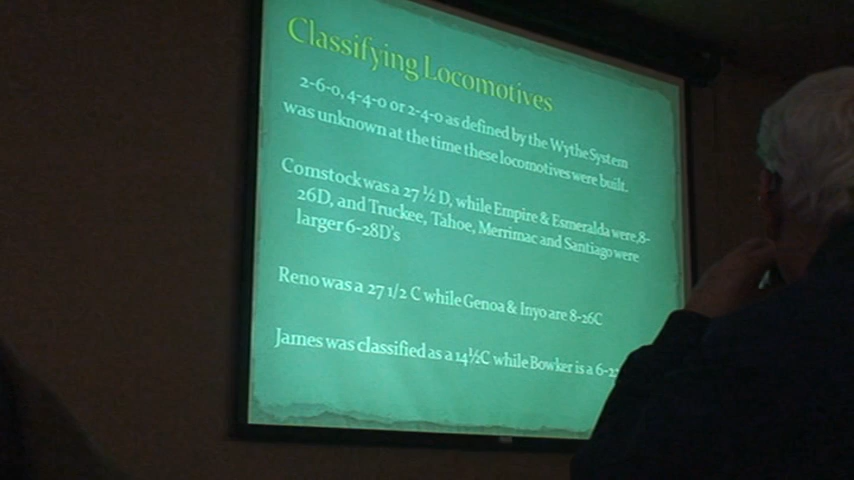 Classifying Locomotives
2-6-0, 4-4-0 or 2-4-0 as defined by the Wythe System
was unknown at the time these locomotives were built.
Comstock was a 27 ½ D, while Empire & Esmeralda were,8-
26D, and Truckee, Tahoe, Merrimac and Santiago were
larger 6-28D's
Reno was a 27 1/2 C while Genoa & Inyo are 8-26C
James was classified as a 14½C while Bowker is a